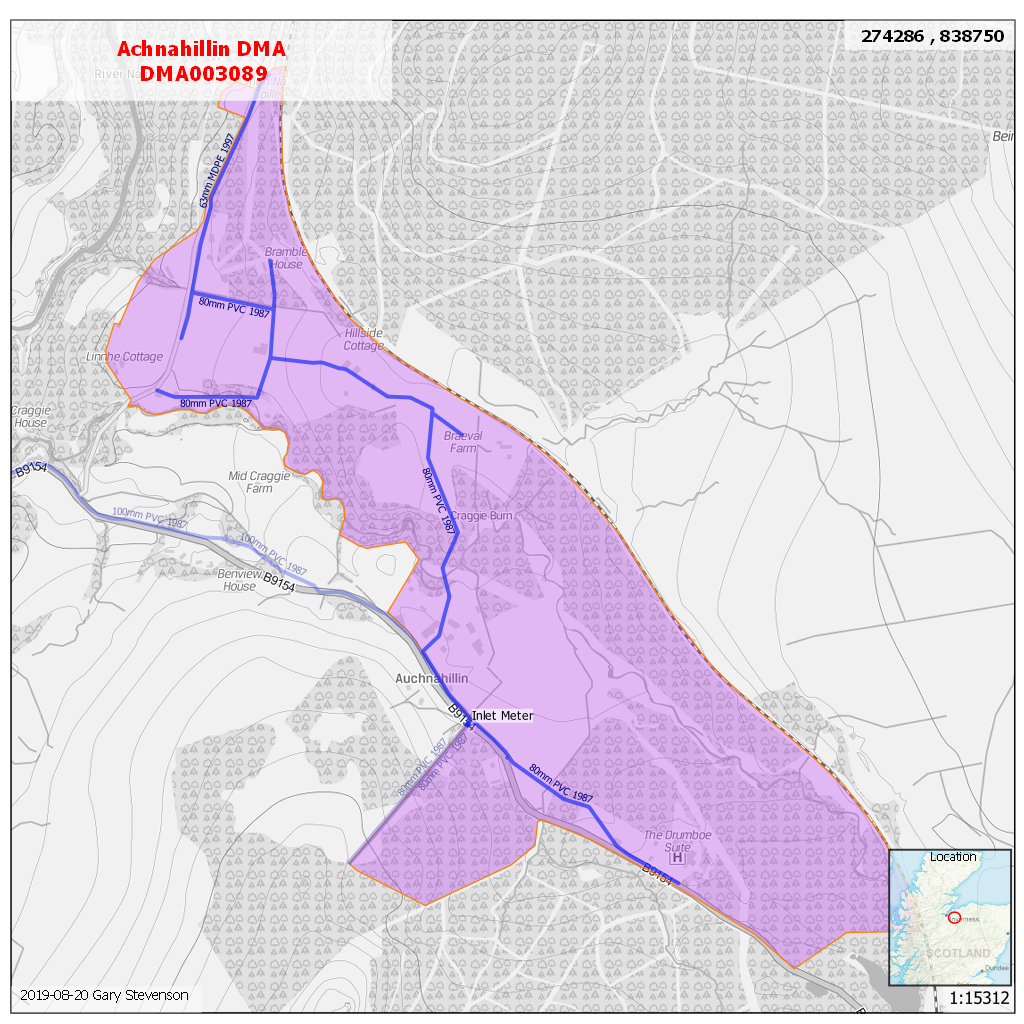 Achnahillin DMA
DMA003089
274286 , 838750
River Na
Bein
63mm MDPE 1997
Bramble
House
80mm PVC 1987
Hillside
Cottage
Linnhe Cottage
80mm PVC 1987
Craggie
House
Braeval
Farm
B9154
Mid Craggie
Farm
80mm PVC 1987
Craggie Burn
100mm PVC 1987
100mm PVC 1987
Benview
House
B9154
Auchnahillin
B9154
Inlet Meter
80mm PVC 1987
80mm PVC 1987
80mm PVC 1987
The Drumboe
Suite
H
B9154
Location
Inverness
SCOTLAND
Dundee
2019-08-20 Gary Stevenson
1:15312